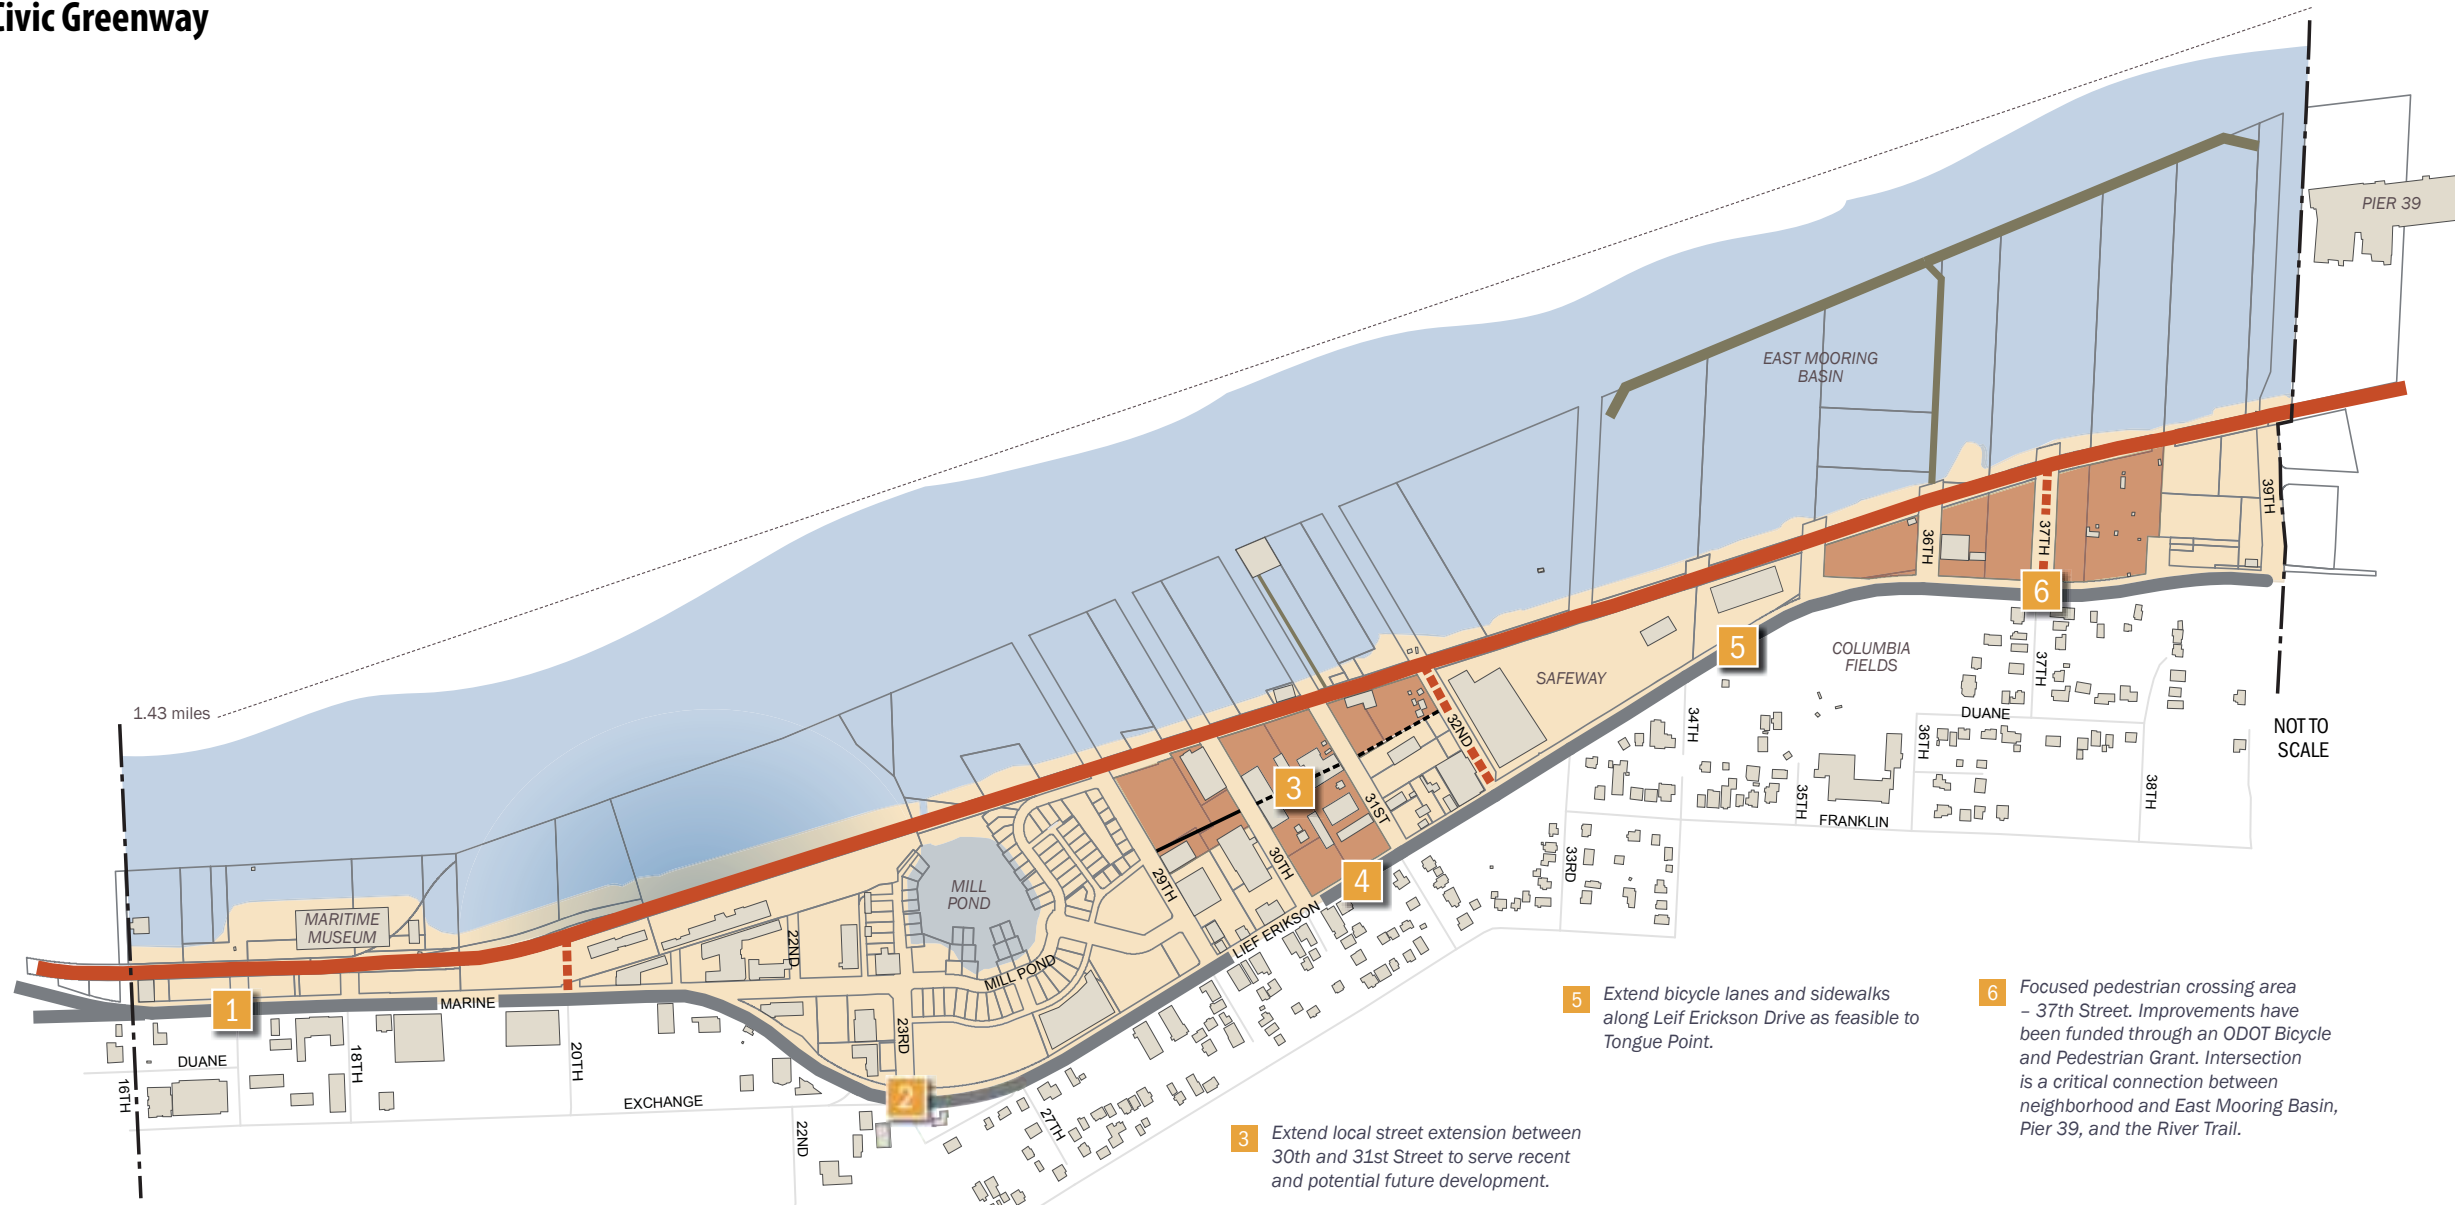 Civic Greenway
PIER 39
EAST MOORING
BASIN
39TH
36TH
37TH
6
5
SAFEWAY
COLUMBIA
FIELDS
37TH
1.43 miles
32ND
34TH
DUANE
36TH
NOT TO
SCALE
3
31ST
35TH
38TH
FRANKLIN
30TH
33RD
29TH
4
MILL
POND
MARITIME
MUSEUM
22ND
LIEF ERIKSON
MILL POND
MARINE
1
23RD
DUANE
18TH
20TH
16TH
EXCHANGE
2
22ND
27TH
3 Extend local street extension between
30th and 31st Street to serve recent
and potential future development.
5 Extend bicycle lanes and sidewalks
along Leif Erickson Drive as feasible to
Tongue Point.
6 Focused pedestrian crossing area
– 37th Street. Improvements have
been funded through an ODOT Bicycle
and Pedestrian Grant. Intersection
is a critical connection between
neighborhood and East Mooring Basin,
Pier 39, and the River Trail.